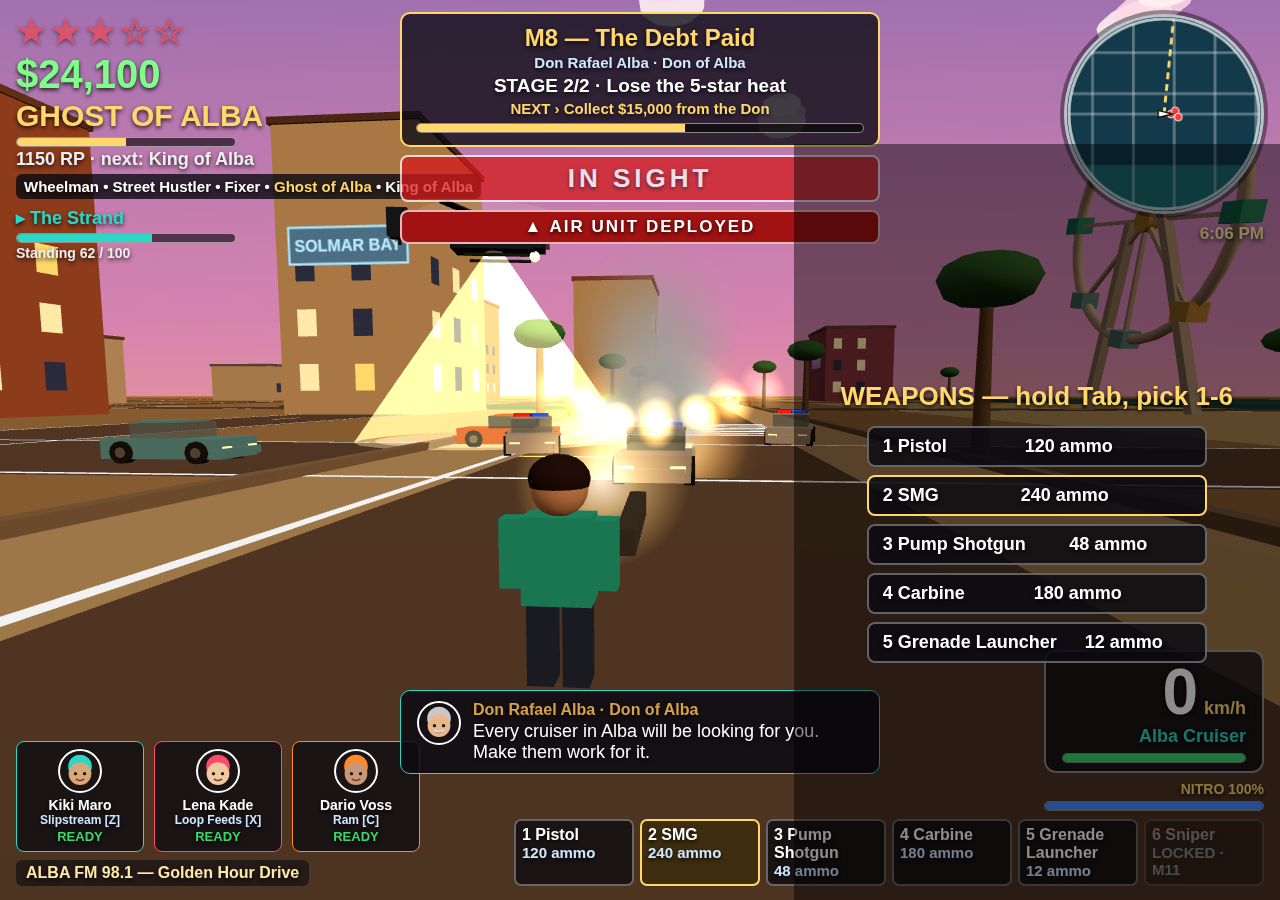 ★★★☆☆
$24,100
GHOST OF ALBA
1150 RP · next: King of Alba
Wheelman • Street Hustler • Fixer • Ghost of Alba • King of Alba
▸ The Strand
Standing 62 / 100
M8 — The Debt Paid
Don Rafael Alba · Don of Alba
STAGE 2/2 · Lose the 5-star heat
NEXT › Collect $15,000 from the Don
IN SIGHT
▲ AIR UNIT DEPLOYED
SOLMAR BAY
6:06 PM
WEAPONS — hold Tab, pick 1-6
1 Pistol 120 ammo
2 SMG 240 ammo
3 Pump Shotgun 48 ammo
4 Carbine 180 ammo
5 Grenade Launcher 12 ammo
0 km/h
Alba Cruiser
NITRO 100%
Don Rafael Alba · Don of Alba
Every cruiser in Alba will be looking for you.
Make them work for it.
Kiki Maro
Slipstream [Z]
READY
Lena Kade
Loop Feeds [X]
READY
Dario Voss
Ram [C]
READY
ALBA FM 98.1 — Golden Hour Drive
1 Pistol
120 ammo
2 SMG
240 ammo
3 Pump
Shotgun
48 ammo
4 Carbine
180 ammo
5 Grenade
Launcher
12 ammo
6 Sniper
LOCKED ·
M11